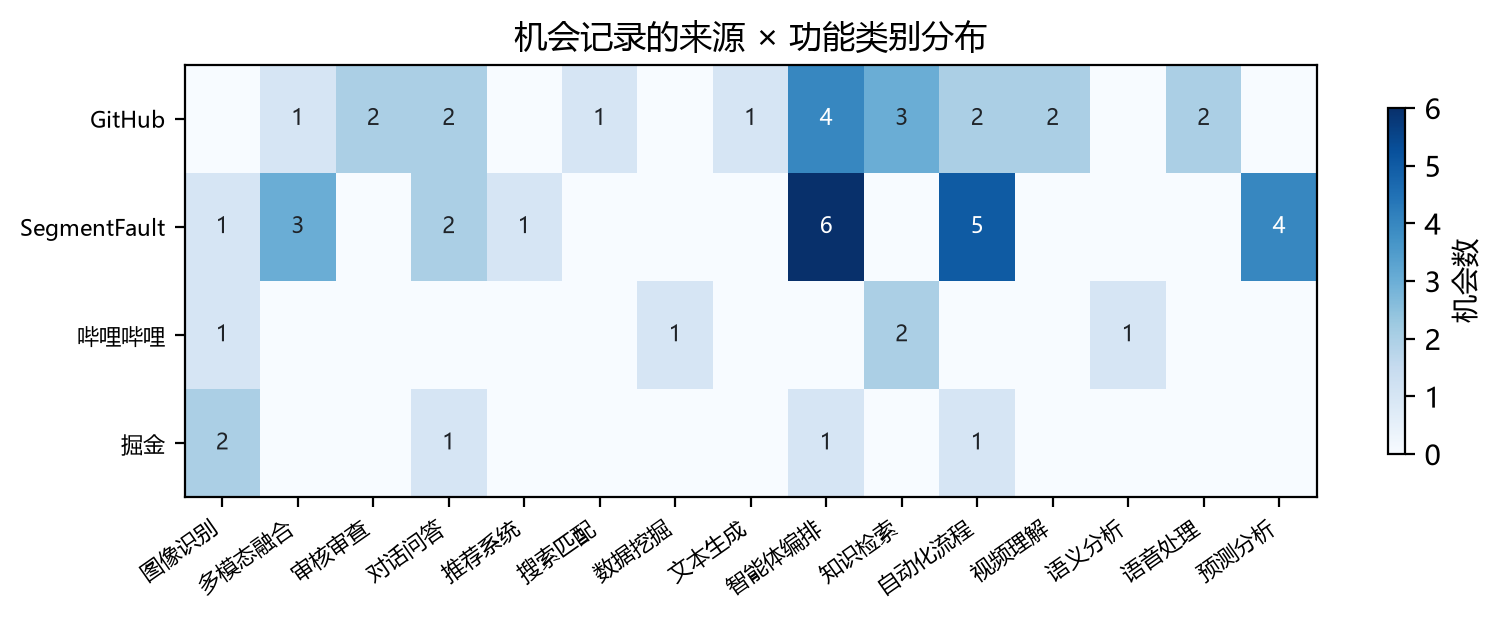 机会记录的来源 × 功能类别分布
GitHub 1 2 2 1 1 4 3 2 2 2
SegmentFault 1 3 2 1 6 5 4
哔哩哔哩 1 1 2 1
掘金 2 1 1 1
图像识别 多模态融合 审核审查 对话问答 推荐系统 搜索匹配 数据挖掘 文本生成 智能体编排 知识检索 自动化流程 视频理解 语义分析 语音处理 预测分析
6
5
4
3
2
1
0
机会数